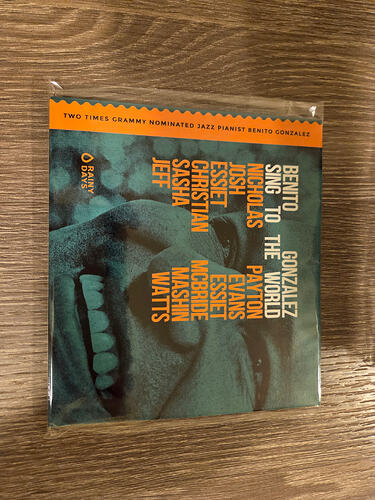 TWO TIMES GRAMMY NOMINATED JAZZ PIANIST BENITO GONZALEZ
BENITO GONZALEZ
SING TO THE WORLD
NICHOLAS PAYTON
JOSH EVANS
ESSIET ESSIET
CHRISTIAN MCBRIDE
SASHA MASHIN
JEFF WATTS
RAINY
DAYS